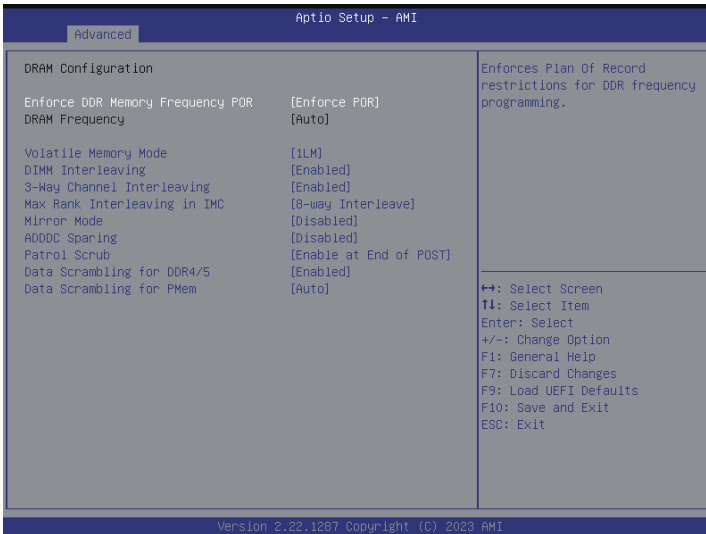 Aptio Setup – AMI
Advanced
DRAM Configuration
Enforce DDR Memory Frequency POR [Enforce POR]
DRAM Frequency [Auto]
Volatile Memory Mode [1LM]
DIMM Interleaving [Enabled]
3-Way Channel Interleaving [Enabled]
Max Rank Interleaving in IMC [8-way Interleave]
Mirror Mode [Disabled]
ADDDC Sparing [Disabled]
Patrol Scrub [Enable at End of POST]
Data Scrambling for DDR4/5 [Enabled]
Data Scrambling for PMem [Auto]
Enforces Plan Of Record
restrictions for DDR frequency
programming.
↔: Select Screen
↑↓: Select Item
Enter: Select
+/-: Change Option
F1: General Help
F7: Discard Changes
F9: Load UEFI Defaults
F10: Save and Exit
ESC: Exit
Version 2.22.1287 Copyright (C) 2023 AMI